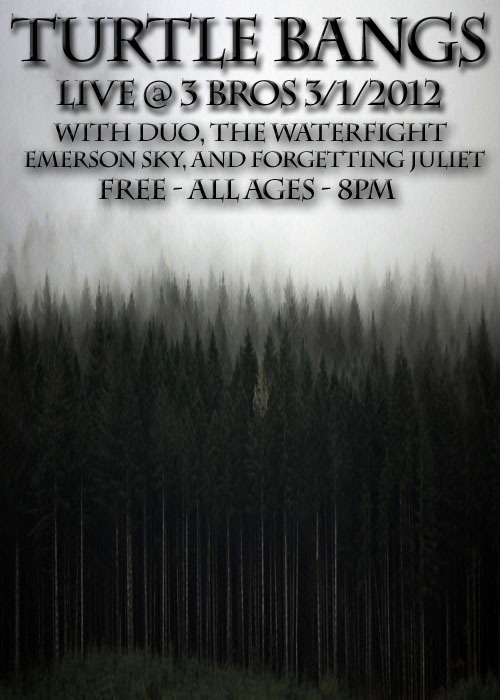 TURTLE BANGS
LIVE @ 3 BROS 3/1/2012
WITH DUO, THE WATERFIGHT
EMERSON SKY, AND FORGETTING JULIET
FREE - ALL AGES - 8PM